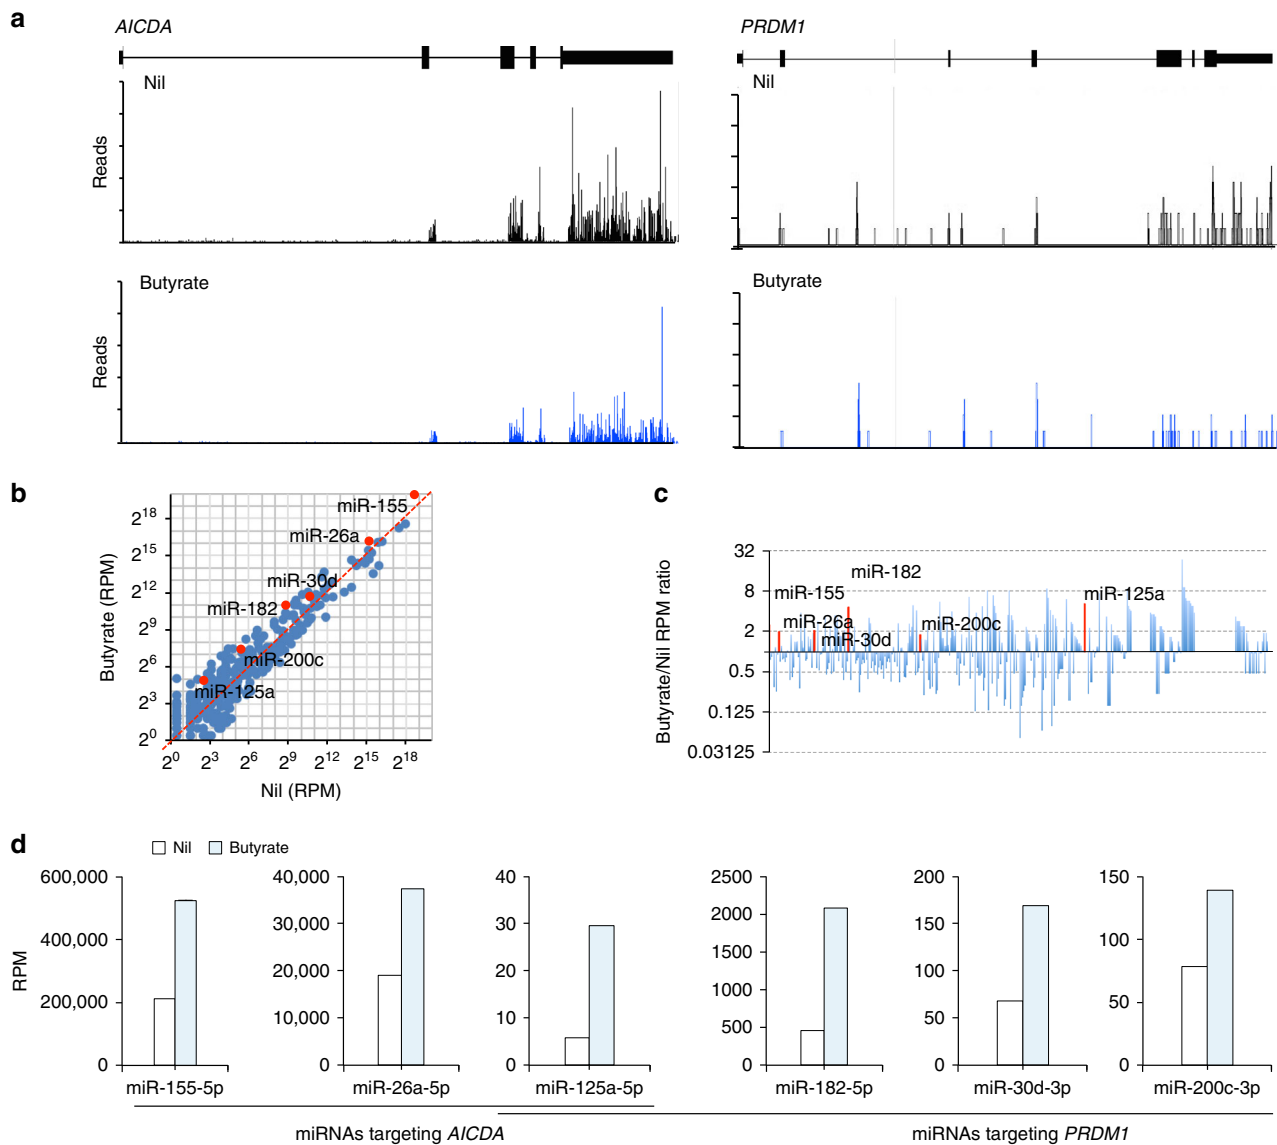 a
AICDA
PRDM1
Nil
Nil
Reads
Butyrate
Butyrate
Reads
b
2^18
2^15
2^12
2^9
2^6
2^3
2^0
Butyrate (RPM)
miR-155
miR-26a
miR-30d
miR-182
miR-200c
miR-125a
2^0 2^3 2^6 2^9 2^12 2^15 2^18
Nil (RPM)
c
32
8
2
0.5
0.125
0.03125
Butyrate/Nil RPM ratio
miR-182
miR-155
miR-125a
miR-26a
miR-200c
miR-30d
d
Nil Butyrate
RPM
600,000
400,000
200,000
0
miR-155-5p
40,000
30,000
20,000
10,000
0
miR-26a-5p
40
30
20
10
0
miR-125a-5p
2500
2000
1500
1000
500
0
miR-182-5p
200
150
100
50
0
miR-30d-3p
150
100
50
0
miR-200c-3p
miRNAs targeting AICDA
miRNAs targeting PRDM1